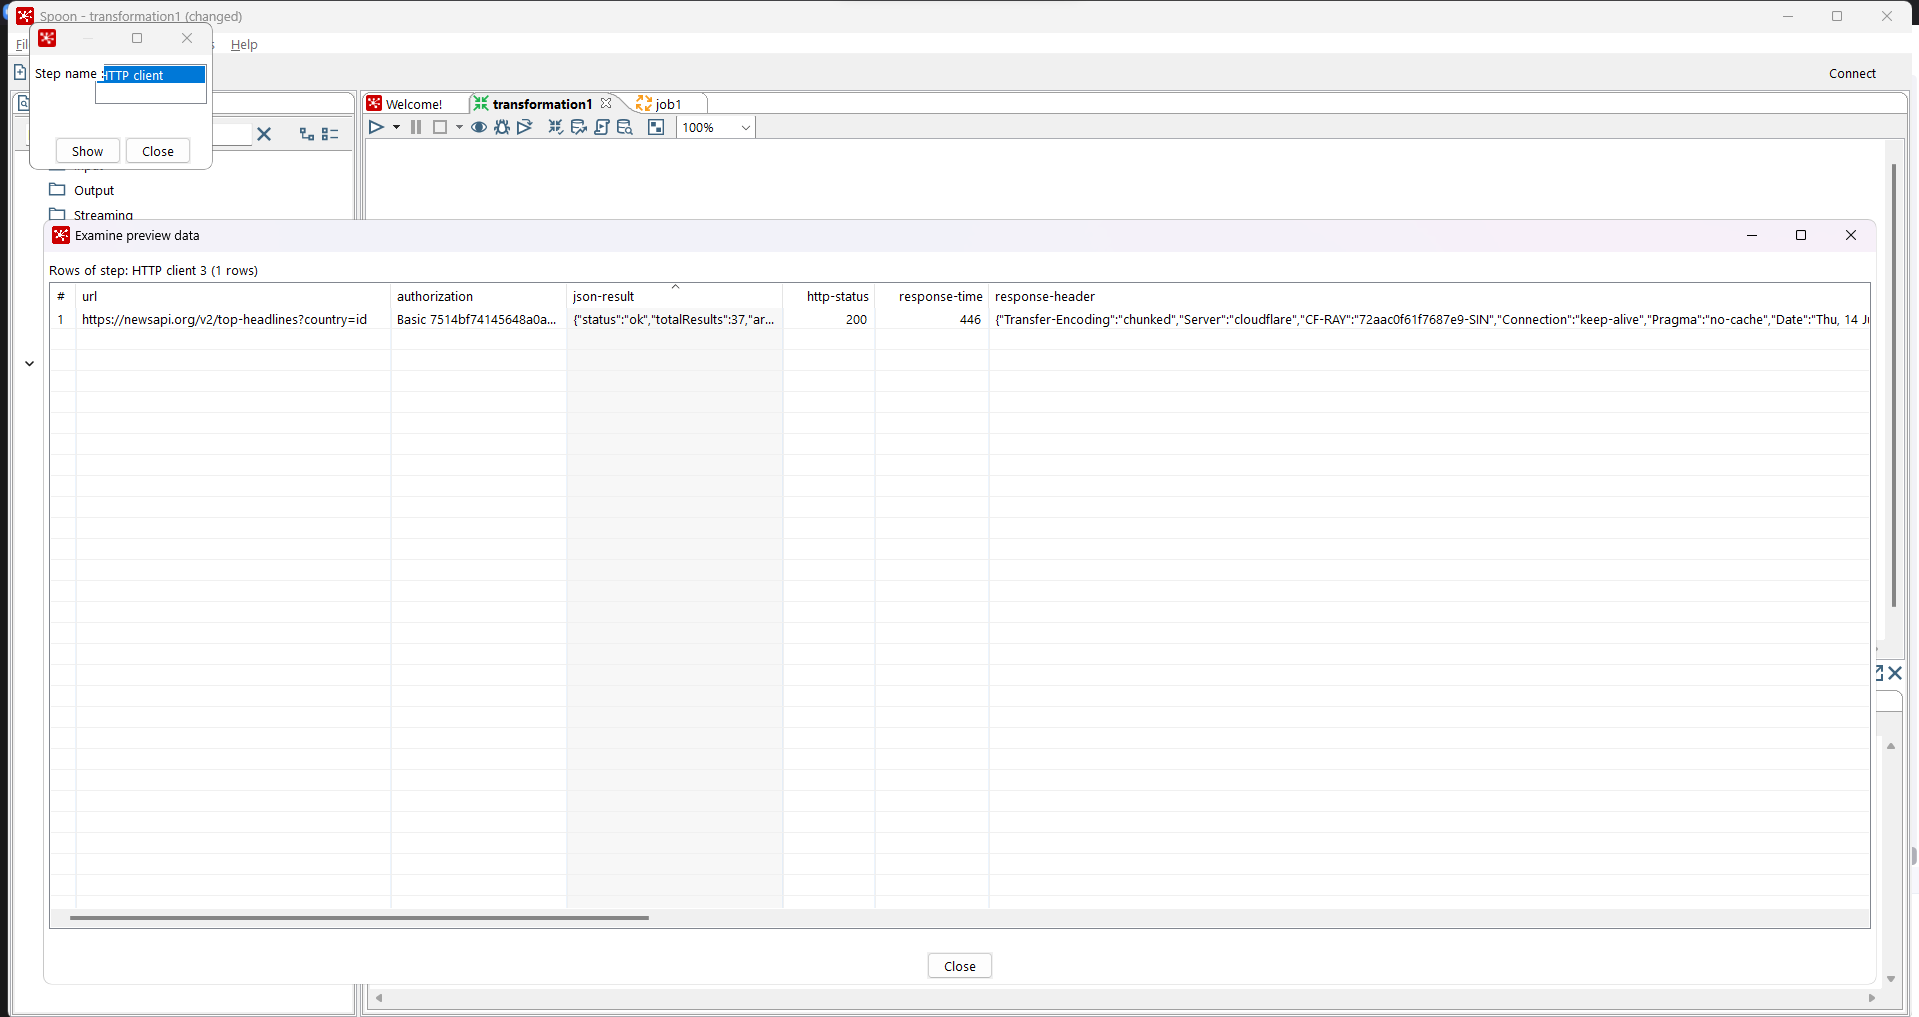 Spoon - transformation1 (changed)
Help
Step name
HTTP client
Connect
Welcome!
transformation1
job1
100%
Show
Close
Output
Streaming
Examine preview data
Rows of step: HTTP client 3 (1 rows)
# url authorization json-result http-status response-time response-header
1 https://newsapi.org/v2/top-headlines?country=id Basic 7514bf74145648a0a... {"status":"ok","totalResults":37,"ar... 200 446 {"Transfer-Encoding":"chunked","Server":"cloudflare","CF-RAY":"72aac0f61f7687e9-SIN","Connection":"keep-alive","Pragma":"no-cache","Date":"Thu, 14
Close